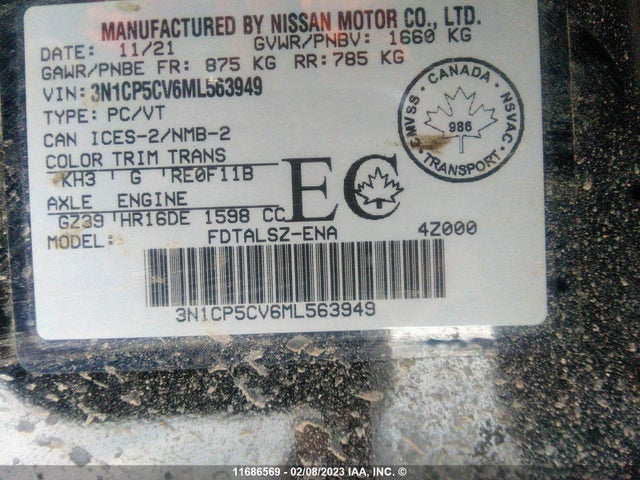 MANUFACTURED BY NISSAN MOTOR CO., LTD.
DATE: 11/21 GVWR/PNBV: 1660 KG
GAWR/PNBE FR: 875 KG RR: 785 KG
VIN: 3N1CP5CV6ML563949
TYPE: PC/VT
CAN ICES-2/NMB-2
COLOR TRIM TRANS
KH3 G RE0F11B
AXLE ENGINE
GZ39 HR16DE 1598 CC
MODEL: FDTALSZ-ENA 4Z000
EC
CANADA
CMVSS NSVAC
986
TRANSPORT
3N1CP5CV6ML563949
11686569 - 02/08/2023 IAA, Inc. (C)